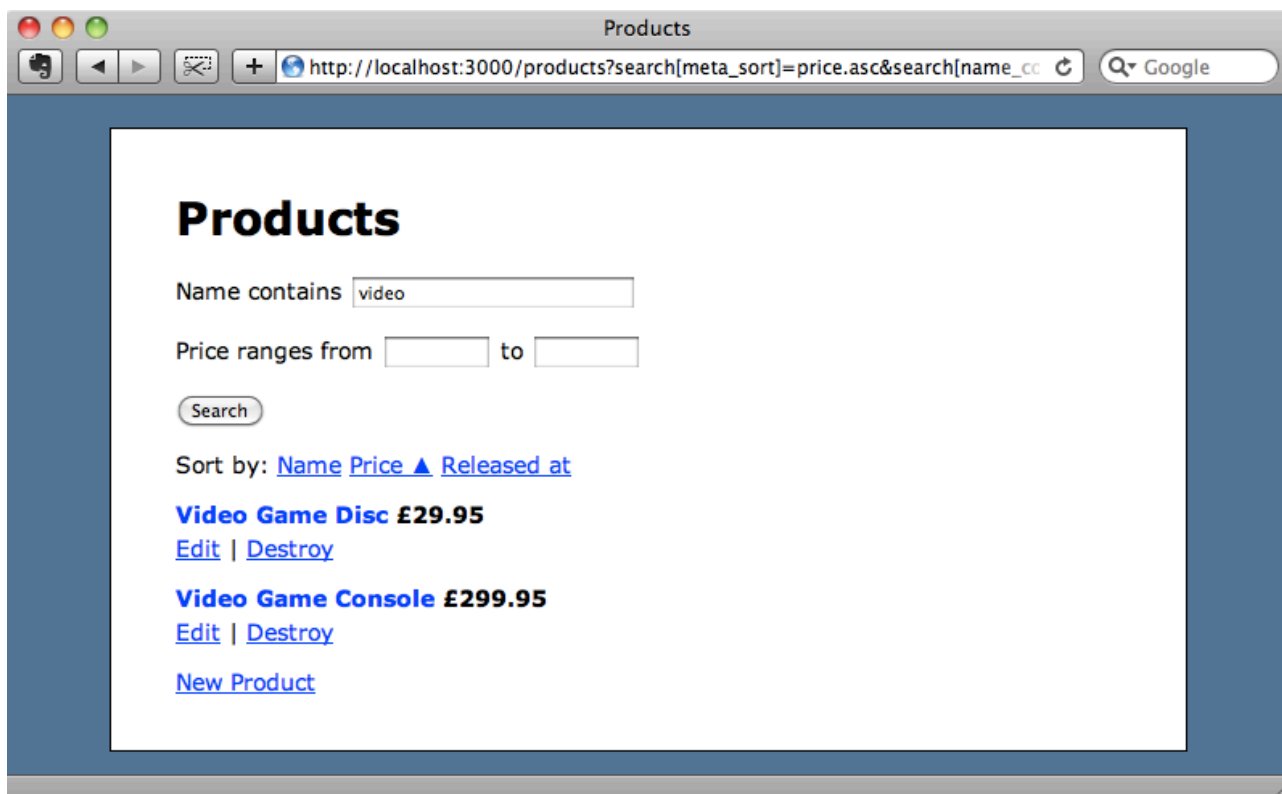 Products
http://localhost:3000/products?search[meta_sort]=price.asc&search[name_cc
Google
Products
Name contains video
Price ranges from to
Search
Sort by: Name Price ▲ Released at
Video Game Disc £29.95
Edit | Destroy
Video Game Console £299.95
Edit | Destroy
New Product